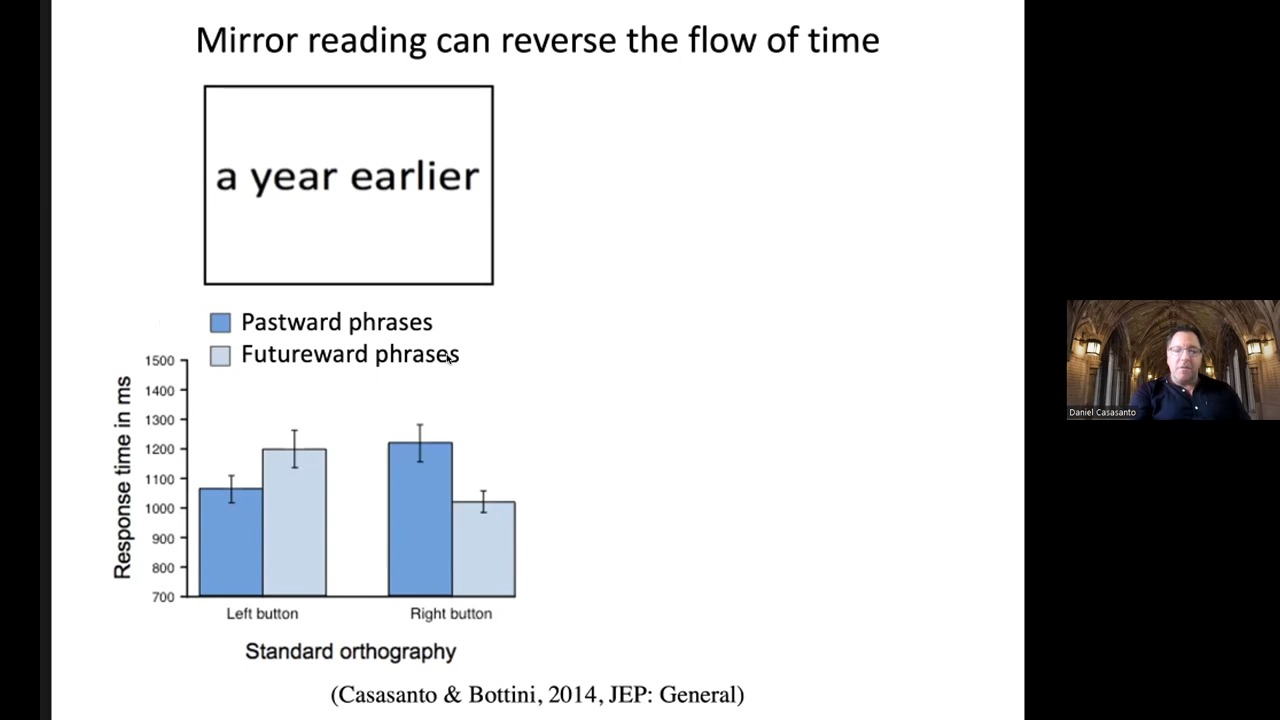 Mirror reading can reverse the flow of time
a year earlier
Pastward phrases
Futureward phrases
Response time in ms
1500
1400
1300
1200
1100
1000
900
800
700
Left button
Right button
Standard orthography
(Casasanto & Bottini, 2014, JEP: General)
Daniel Casasanto